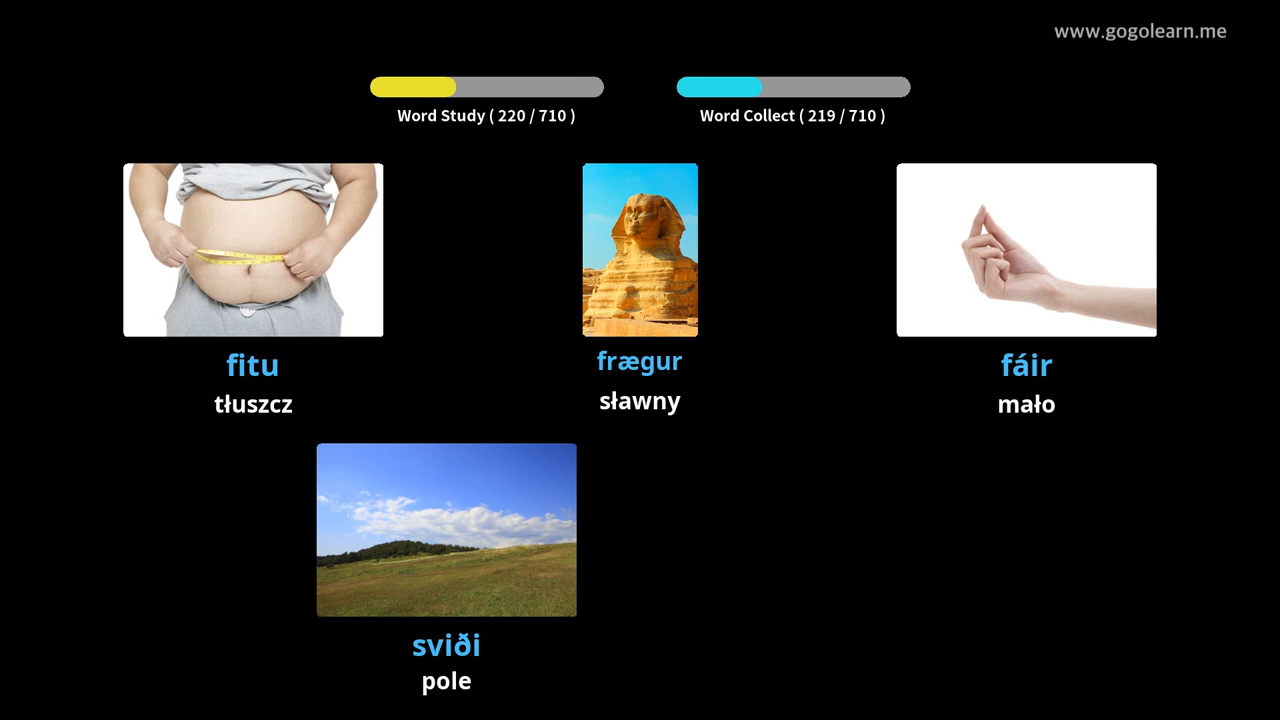 www.gogolearn.me
Word Study ( 220 / 710 )
Word Collect ( 219 / 710 )
fitu
tłuszcz
frægur
sławny
fáir
mało
sviði
pole